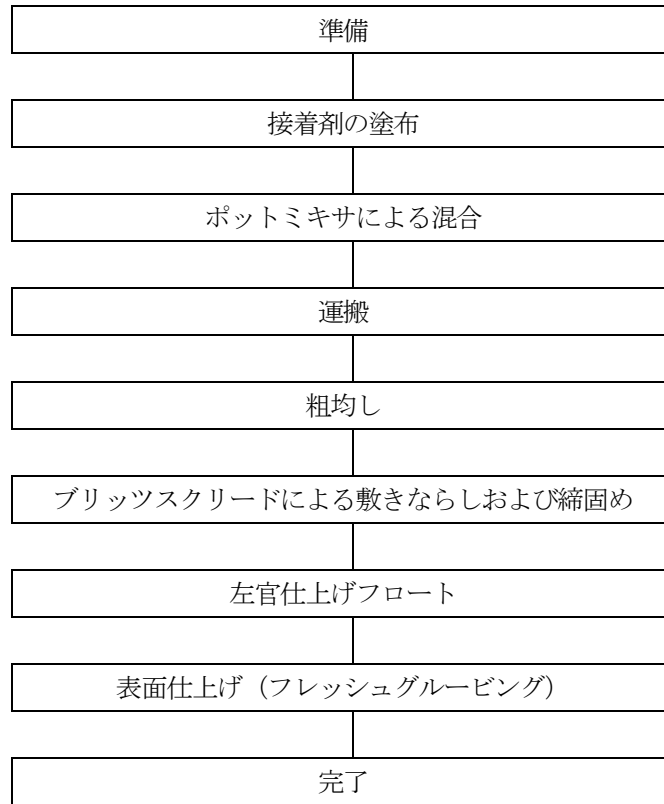 準備
接着剤の塗布
ポットミキサによる混合
運搬
粗均し
ブリッツスクリードによる敷きならしおよび締固め
左官仕上げフロート
表面仕上げ（フレッシュグルービング）
完了